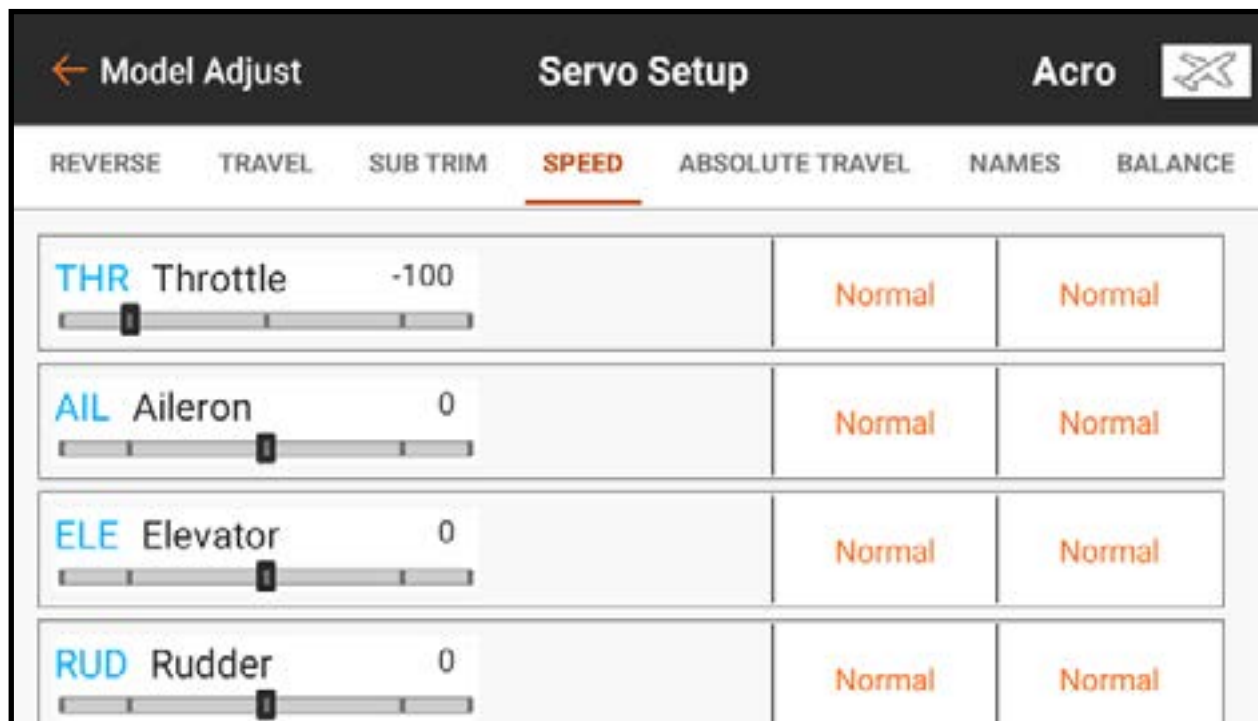 ← Model Adjust Servo Setup Acro
REVERSE TRAVEL SUB TRIM SPEED ABSOLUTE TRAVEL NAMES BALANCE
THR Throttle -100 Normal Normal
AIL Aileron 0 Normal Normal
ELE Elevator 0 Normal Normal
RUD Rudder 0 Normal Normal